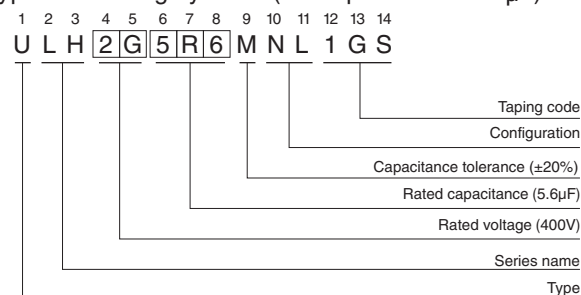 1 2 3 4 5 6 7 8 9 10 11 12 13 14
U L H 2 G 5 R 6 M N L 1 G S
Taping code
Configuration
Capacitance tolerance (±20%)
Rated capacitance (5.6µF)
Rated voltage (400V)
Series name
Type